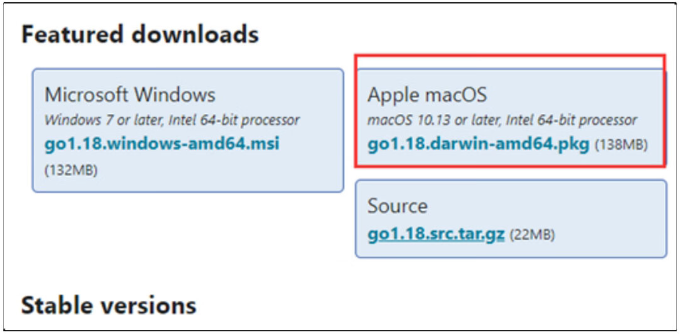 Featured downloads
Microsoft Windows
Windows 7 or later, Intel 64-bit processor
go1.18.windows-amd64.msi
(132MB)
Apple macOS
macOS 10.13 or later, Intel 64-bit processor
go1.18.darwin-amd64.pkg (138MB)
Source
go1.18.src.tar.gz (22MB)
Stable versions